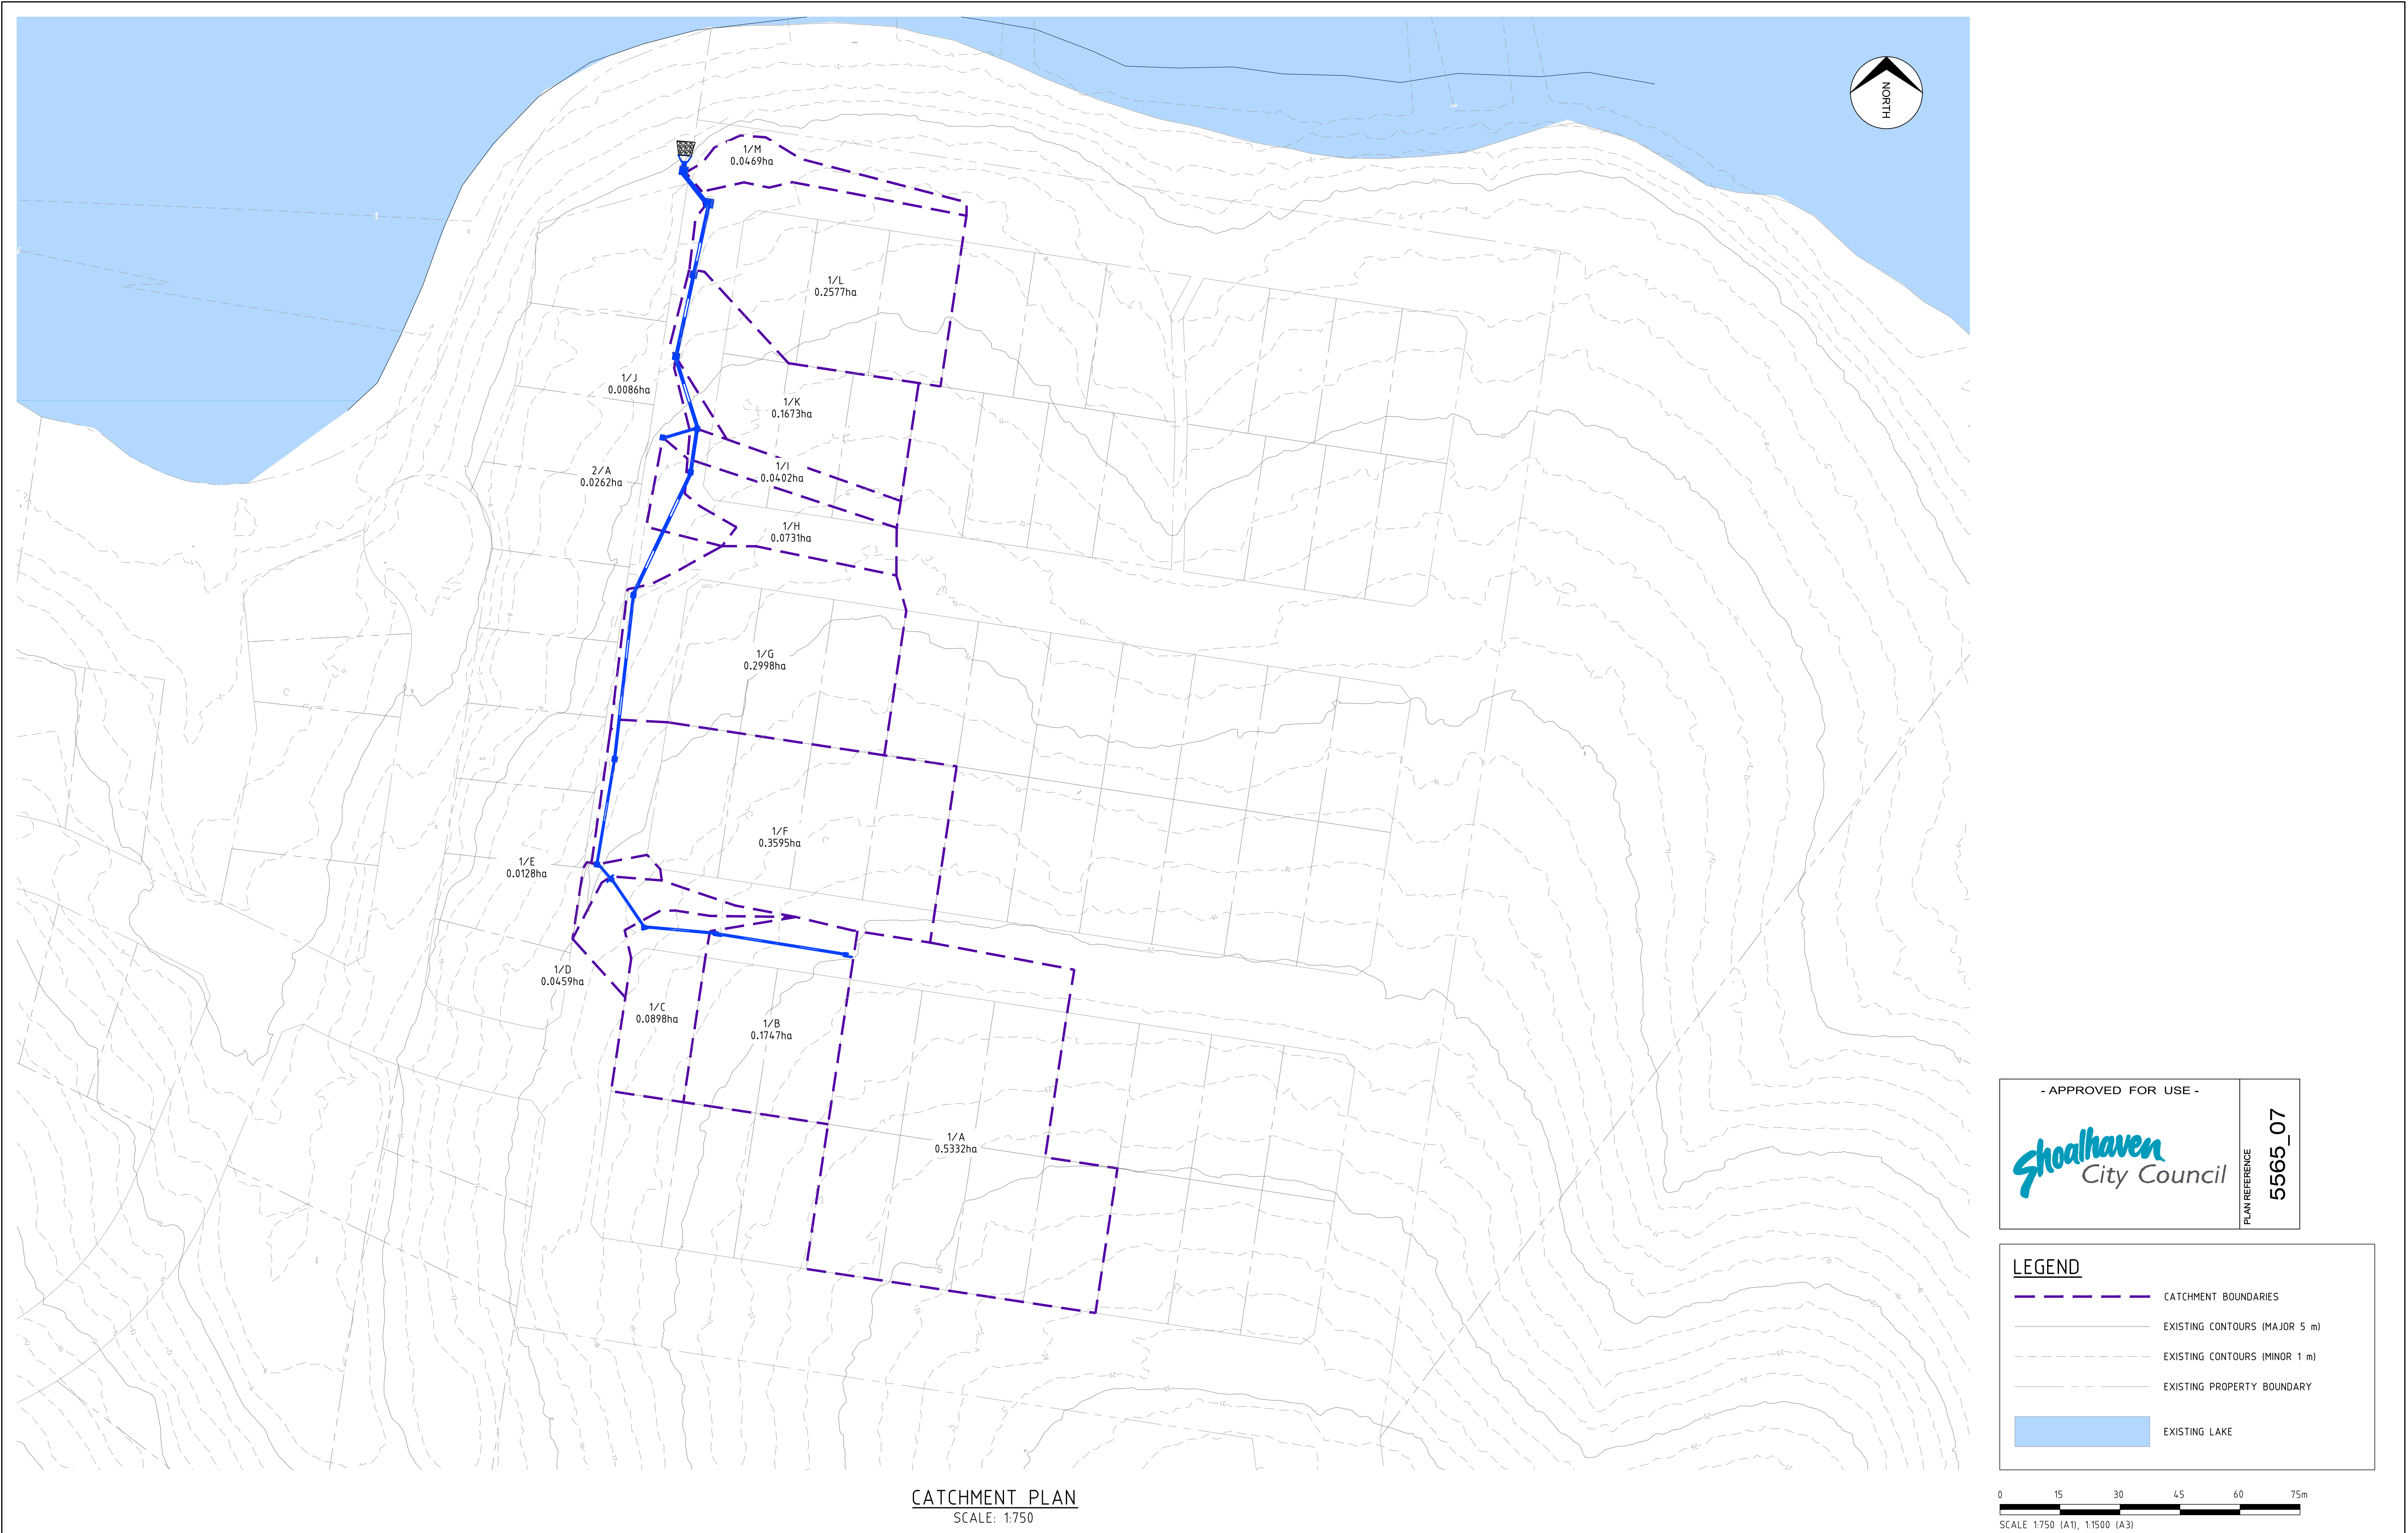 NORTH
1/M
0.0469ha
1/L
0.2577ha
1/J
0.0086ha
1/K
0.1673ha
2/A
0.0262ha
1/I
0.0402ha
1/H
0.0731ha
1/G
0.2998ha
1/F
0.3595ha
1/E
0.0128ha
1/D
0.0459ha
1/C
0.0898ha
1/B
0.1747ha
1/A
0.5332ha
CATCHMENT PLAN
SCALE: 1:750
- APPROVED FOR USE -
Shoalhaven
City Council
PLAN REFERENCE
5565_07
LEGEND
CATCHMENT BOUNDARIES
EXISTING CONTOURS (MAJOR 5 m)
EXISTING CONTOURS (MINOR 1 m)
EXISTING PROPERTY BOUNDARY
EXISTING LAKE
0 15 30 45 60 75m
SCALE 1:750 (A1), 1:1500 (A3)